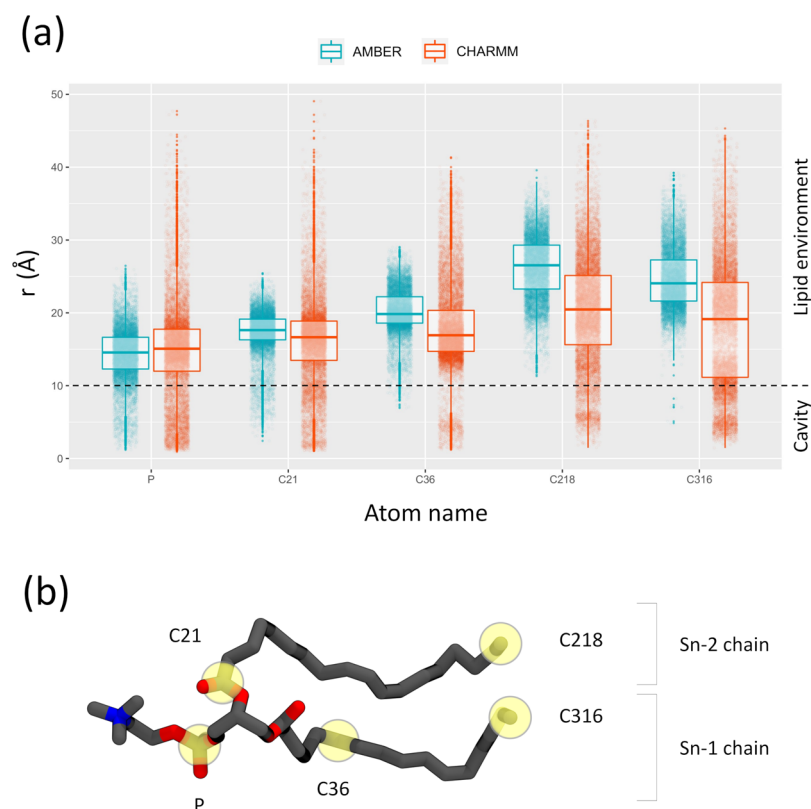 (a)
AMBER CHARMM
50
40
30
20
10
0
r (Å)
Lipid environment
Cavity
P C21 C36 C218 C316
Atom name
(b)
C21 C218
Sn-2 chain
C316
Sn-1 chain
C36
P